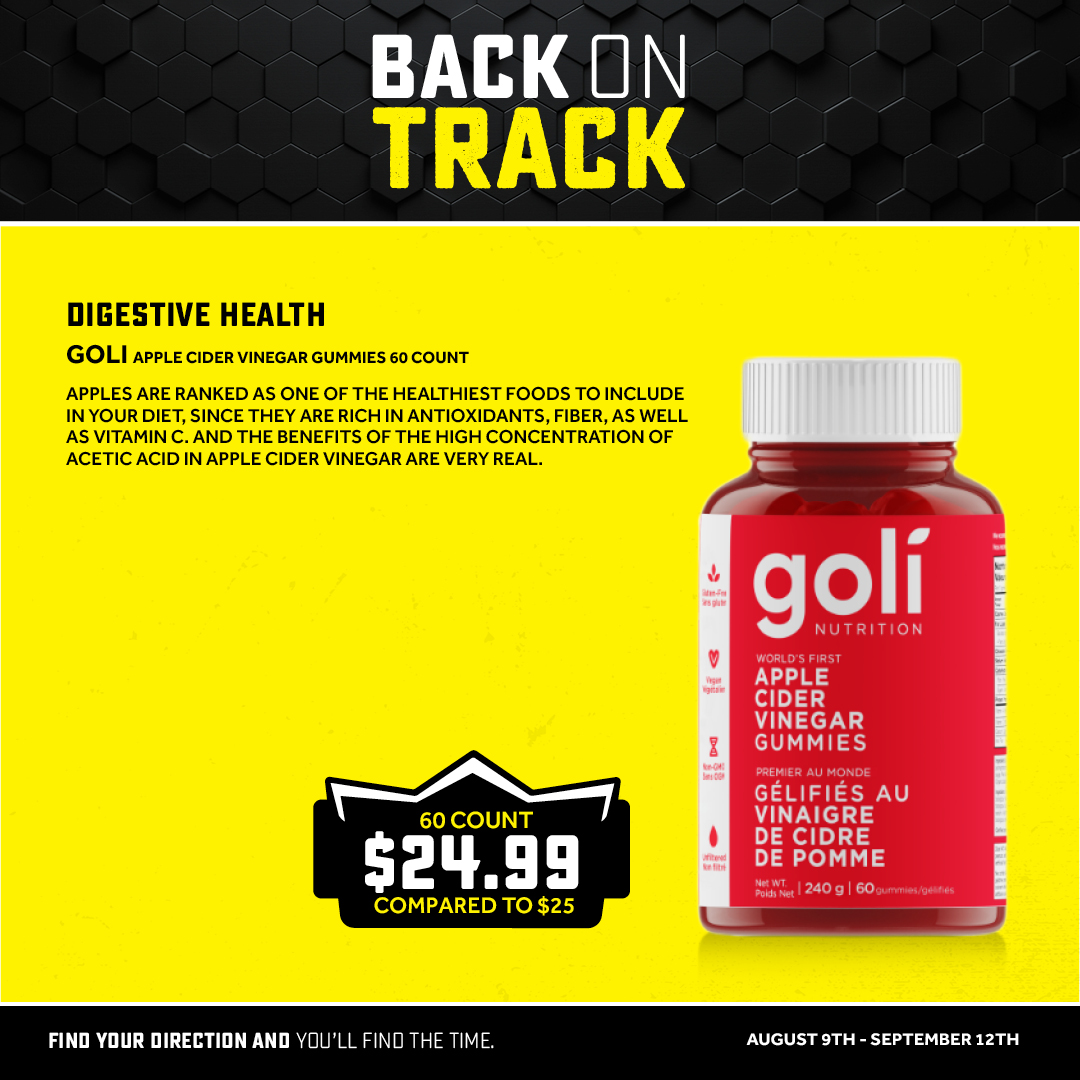 BACK ON
TRACK
DIGESTIVE HEALTH
GOLI APPLE CIDER VINEGAR GUMMIES 60 COUNT
APPLES ARE RANKED AS ONE OF THE HEALTHIEST FOODS TO INCLUDE
IN YOUR DIET, SINCE THEY ARE RICH IN ANTIOXIDANTS, FIBER, AS WELL
AS VITAMIN C. AND THE BENEFITS OF THE HIGH CONCENTRATION OF
ACETIC ACID IN APPLE CIDER VINEGAR ARE VERY REAL.
60 COUNT
$24.99
COMPARED TO $25
goli
NUTRITION
WORLD'S FIRST
APPLE
CIDER
VINEGAR
GUMMIES
PREMIER AU MONDE
GÉLIFIÉS AU
VINAIGRE
DE CIDRE
DE POMME
Net WT.
Poids Net | 240 g | 60 gummies/gélifiés
Vegan
Non-GMO
FIND YOUR DIRECTION AND YOU'LL FIND THE TIME.
AUGUST 9TH - SEPTEMBER 12TH